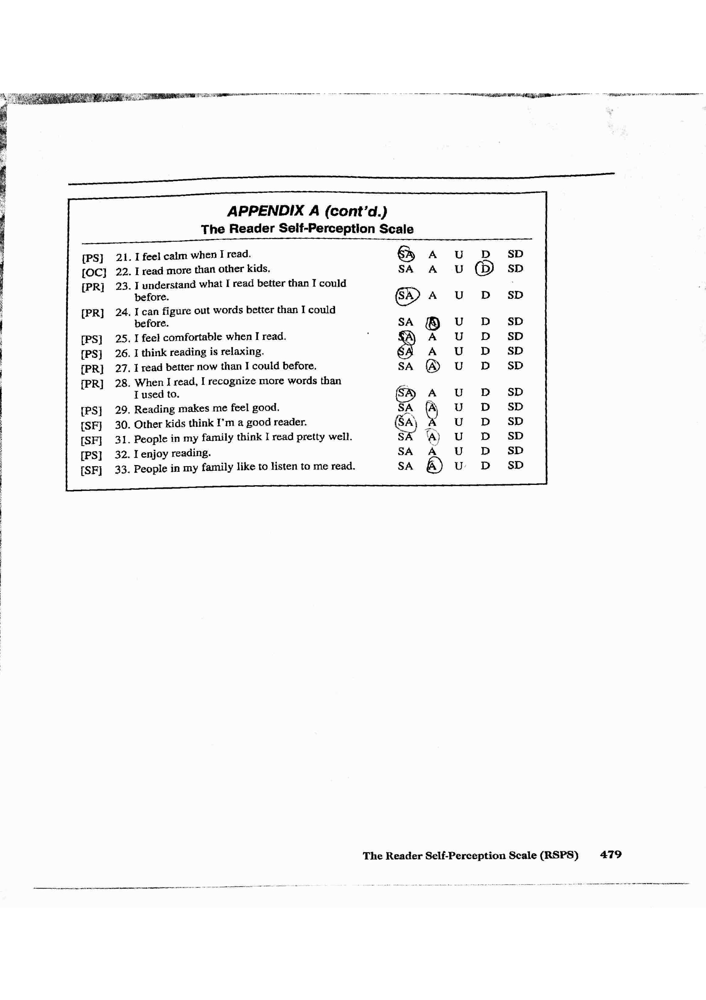 APPENDIX A (cont'd.)
The Reader Self-Perception Scale
[PS] 21. I feel calm when I read. SA A U D SD
[OC] 22. I read more than other kids. SA A U D SD
[PR] 23. I understand what I read better than I could
before. SA A U D SD
[PR] 24. I can figure out words better than I could
before. SA A U D SD
[PS] 25. I feel comfortable when I read. SA A U D SD
[PS] 26. I think reading is relaxing. SA A U D SD
[PR] 27. I read better now than I could before. SA A U D SD
[PR] 28. When I read, I recognize more words than
I used to. SA A U D SD
[PS] 29. Reading makes me feel good. SA A U D SD
[SF] 30. Other kids think I'm a good reader. SA A U D SD
[SF] 31. People in my family think I read pretty well. SA A U D SD
[PS] 32. I enjoy reading. SA A U D SD
[SF] 33. People in my family like to listen to me read. SA A U D SD
The Reader Self-Perception Scale (RSPS) 479